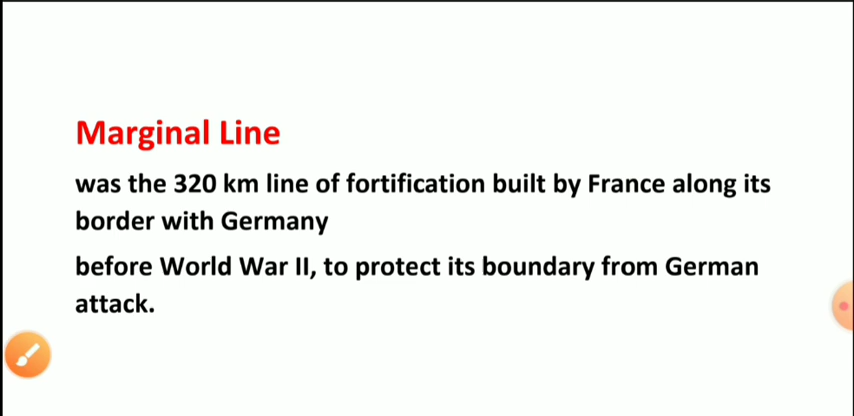 Marginal Line
was the 320 km line of fortification built by France along its
border with Germany
before World War II, to protect its boundary from German
attack.